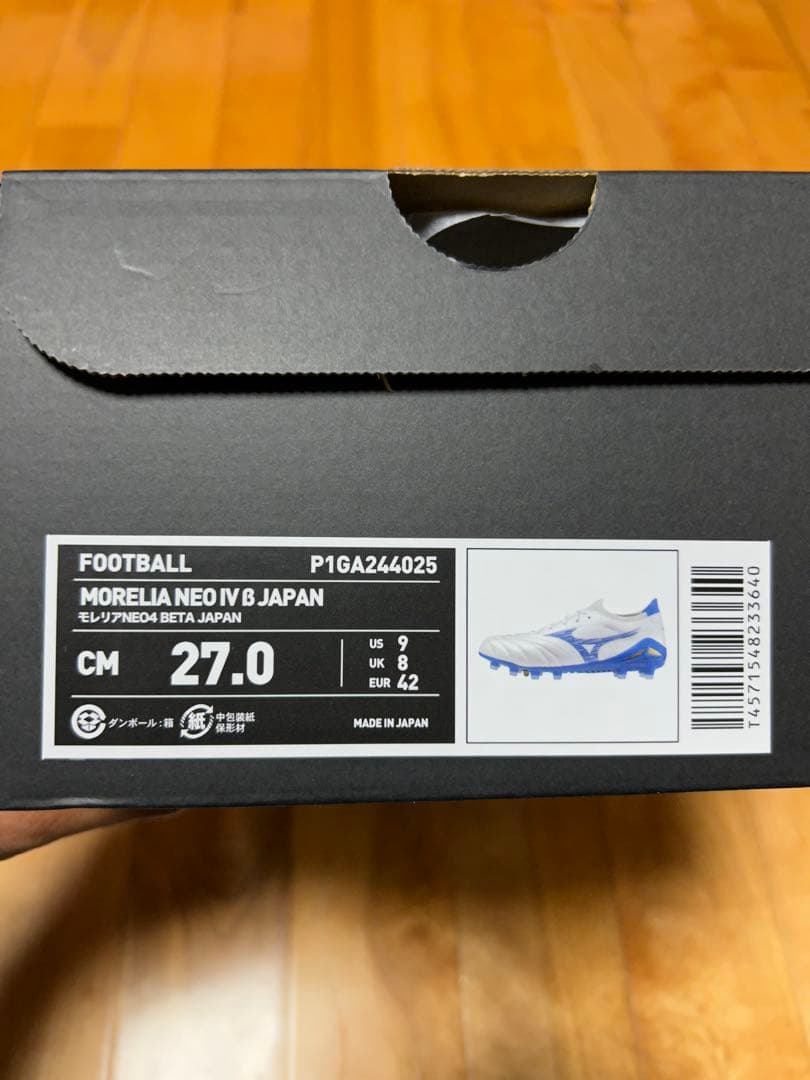 FOOTBALL P1GA244025
MORELIA NEO IV β JAPAN
モレリアNEO4 BETA JAPAN
CM 27.0
US 9
UK 8
EUR 42
ダンボール:箱
紙
中包装紙
保形材
MADE IN JAPAN
T4571548233640